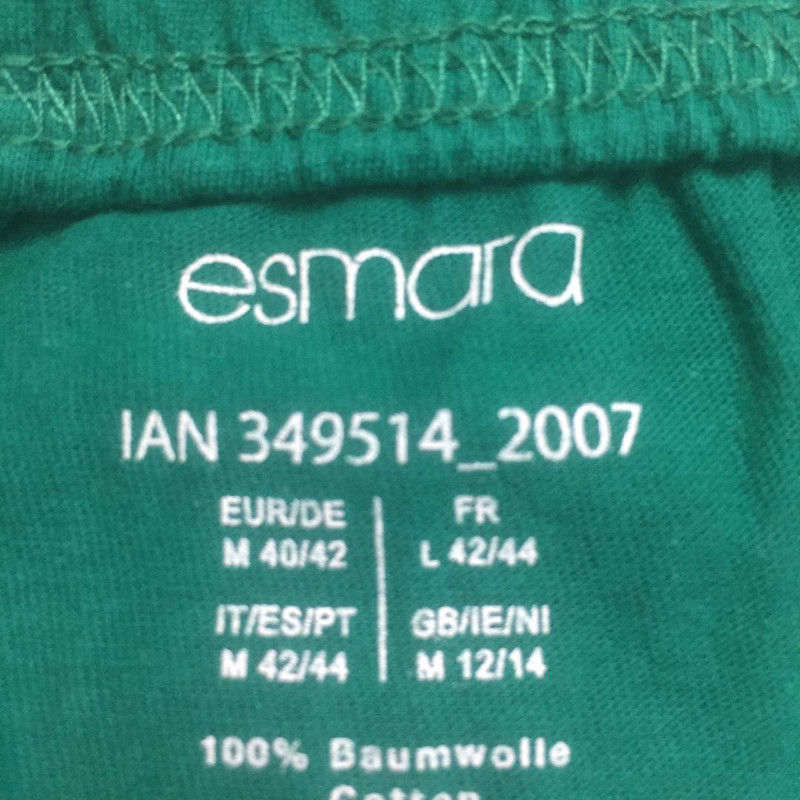 esmara
IAN 349514_2007
EUR/DE
M 40/42
FR
L 42/44
IT/ES/PT
M 42/44
GB/IE/NI
M 12/14
100% Baumwolle
Cotton